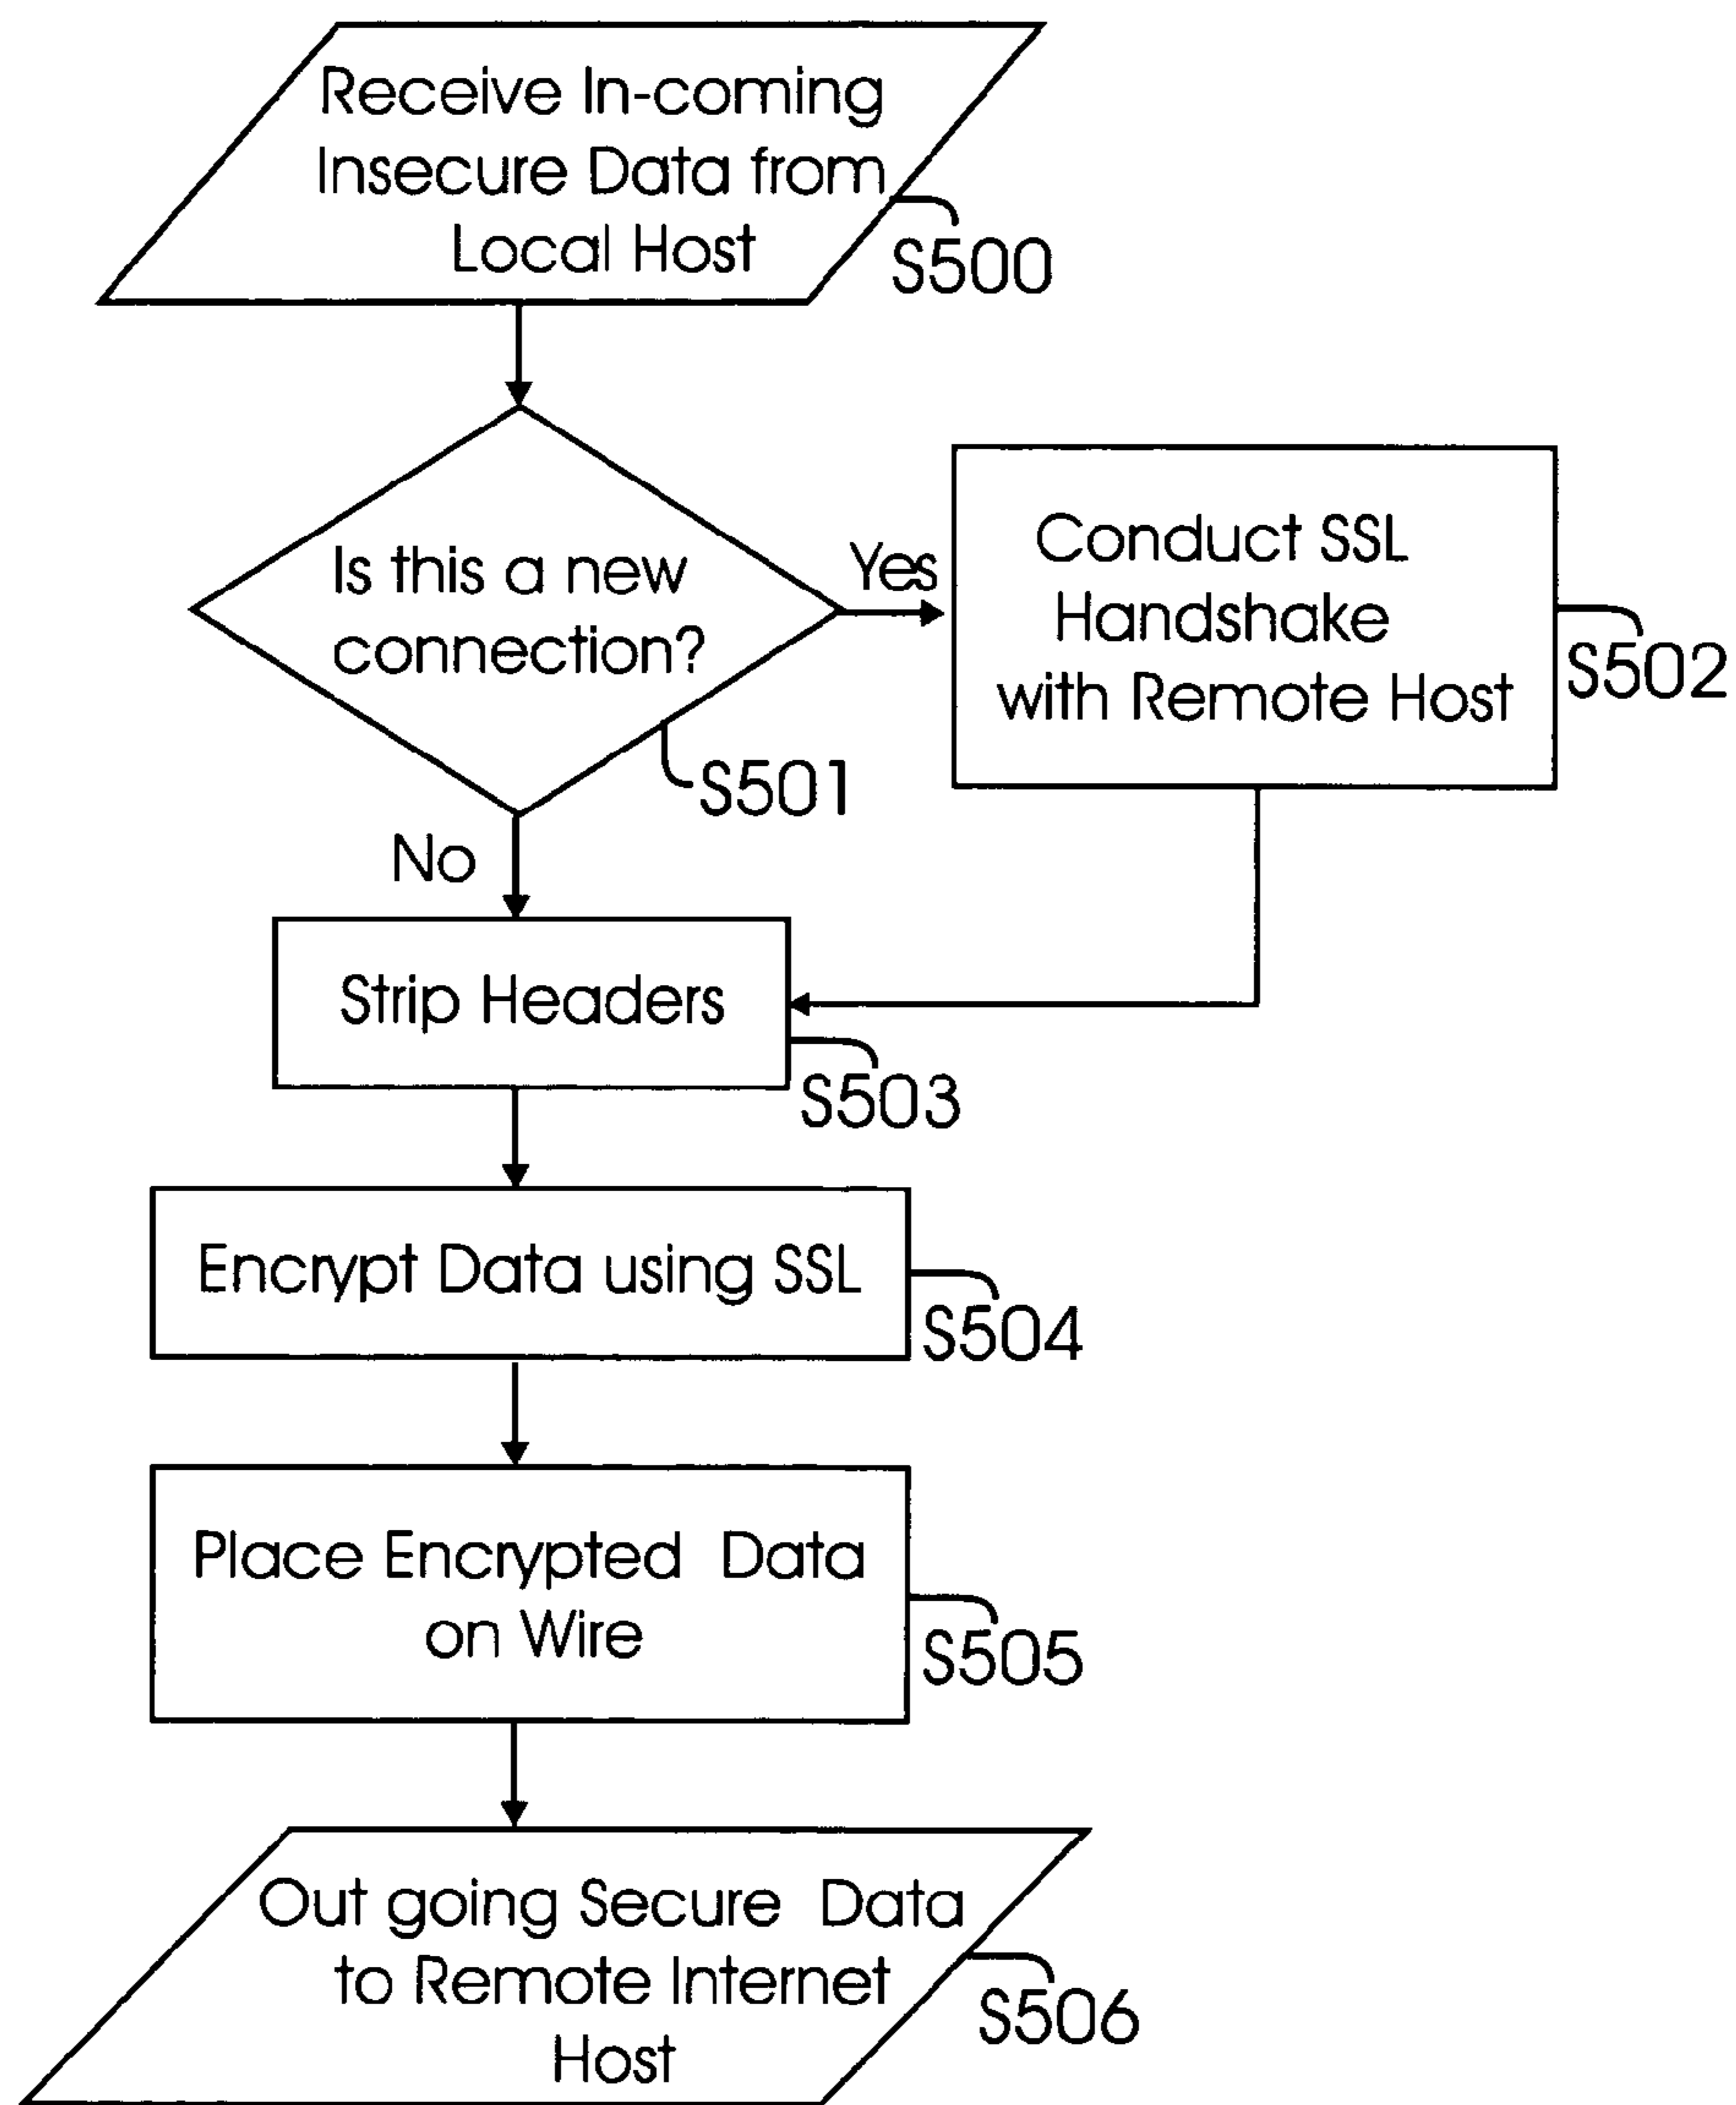 Receive In-coming
Insecure Data from
Local Host
S500
Is this a new
connection?
S501
Yes
Conduct SSL
Handshake
with Remote Host
S502
No
Strip Headers
S503
Encrypt Data using SSL
S504
Place Encrypted Data
on Wire
S505
Out going Secure Data
to Remote Internet
Host
S506